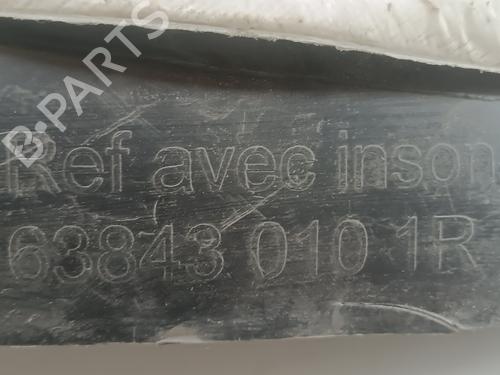 B-PARTS
Ref avec inson
63843 010 1R